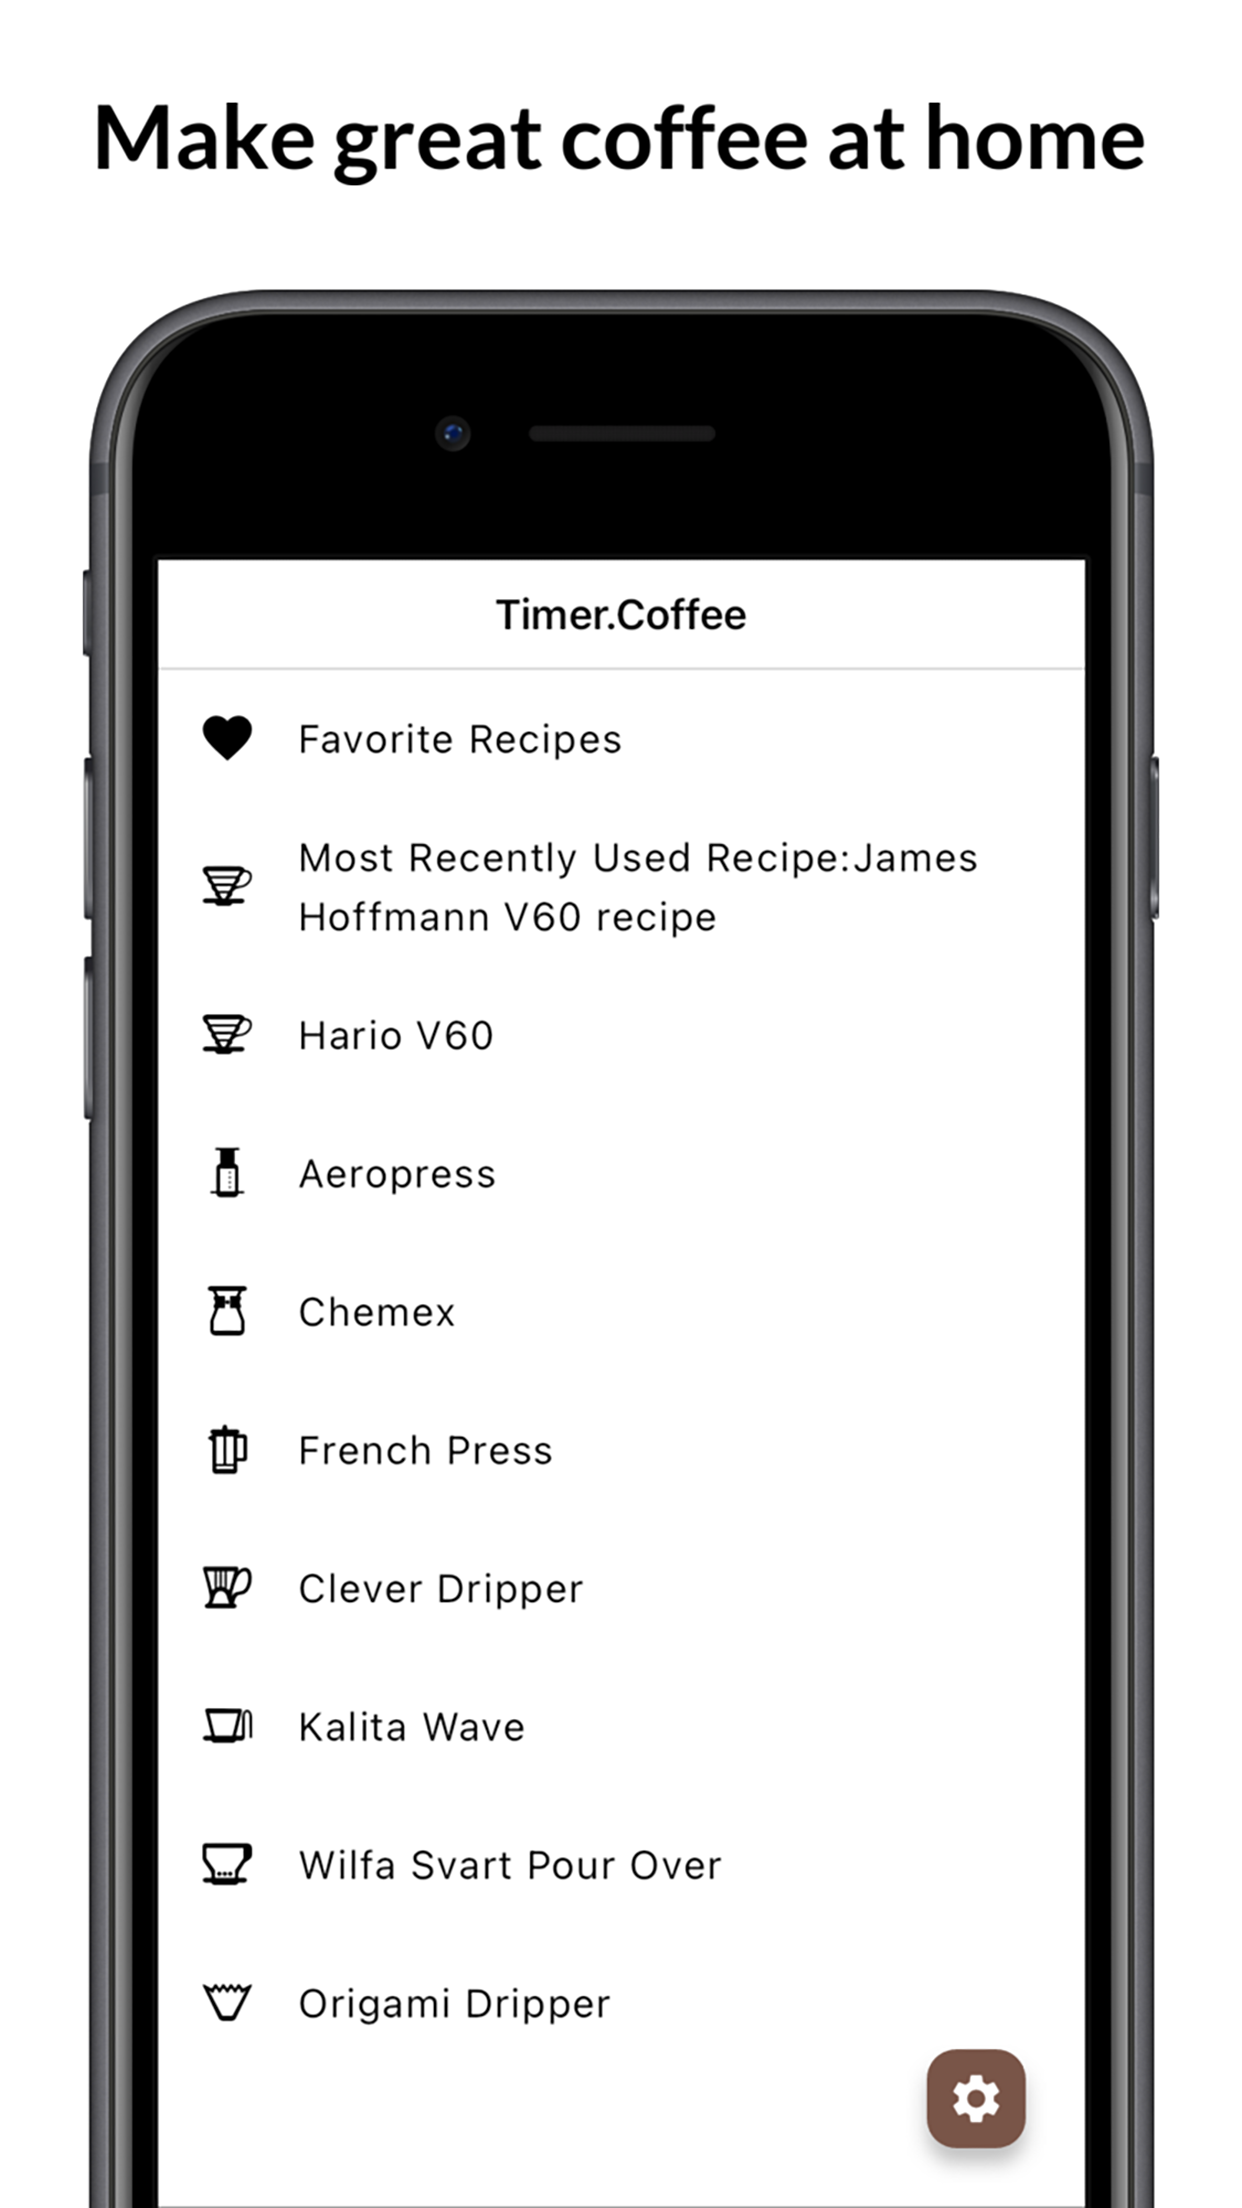 Make great coffee at home
Timer.Coffee
Favorite Recipes
Most Recently Used Recipe:James
Hoffmann V60 recipe
Hario V60
Aeropress
Chemex
French Press
Clever Dripper
Kalita Wave
Wilfa Svart Pour Over
Origami Dripper